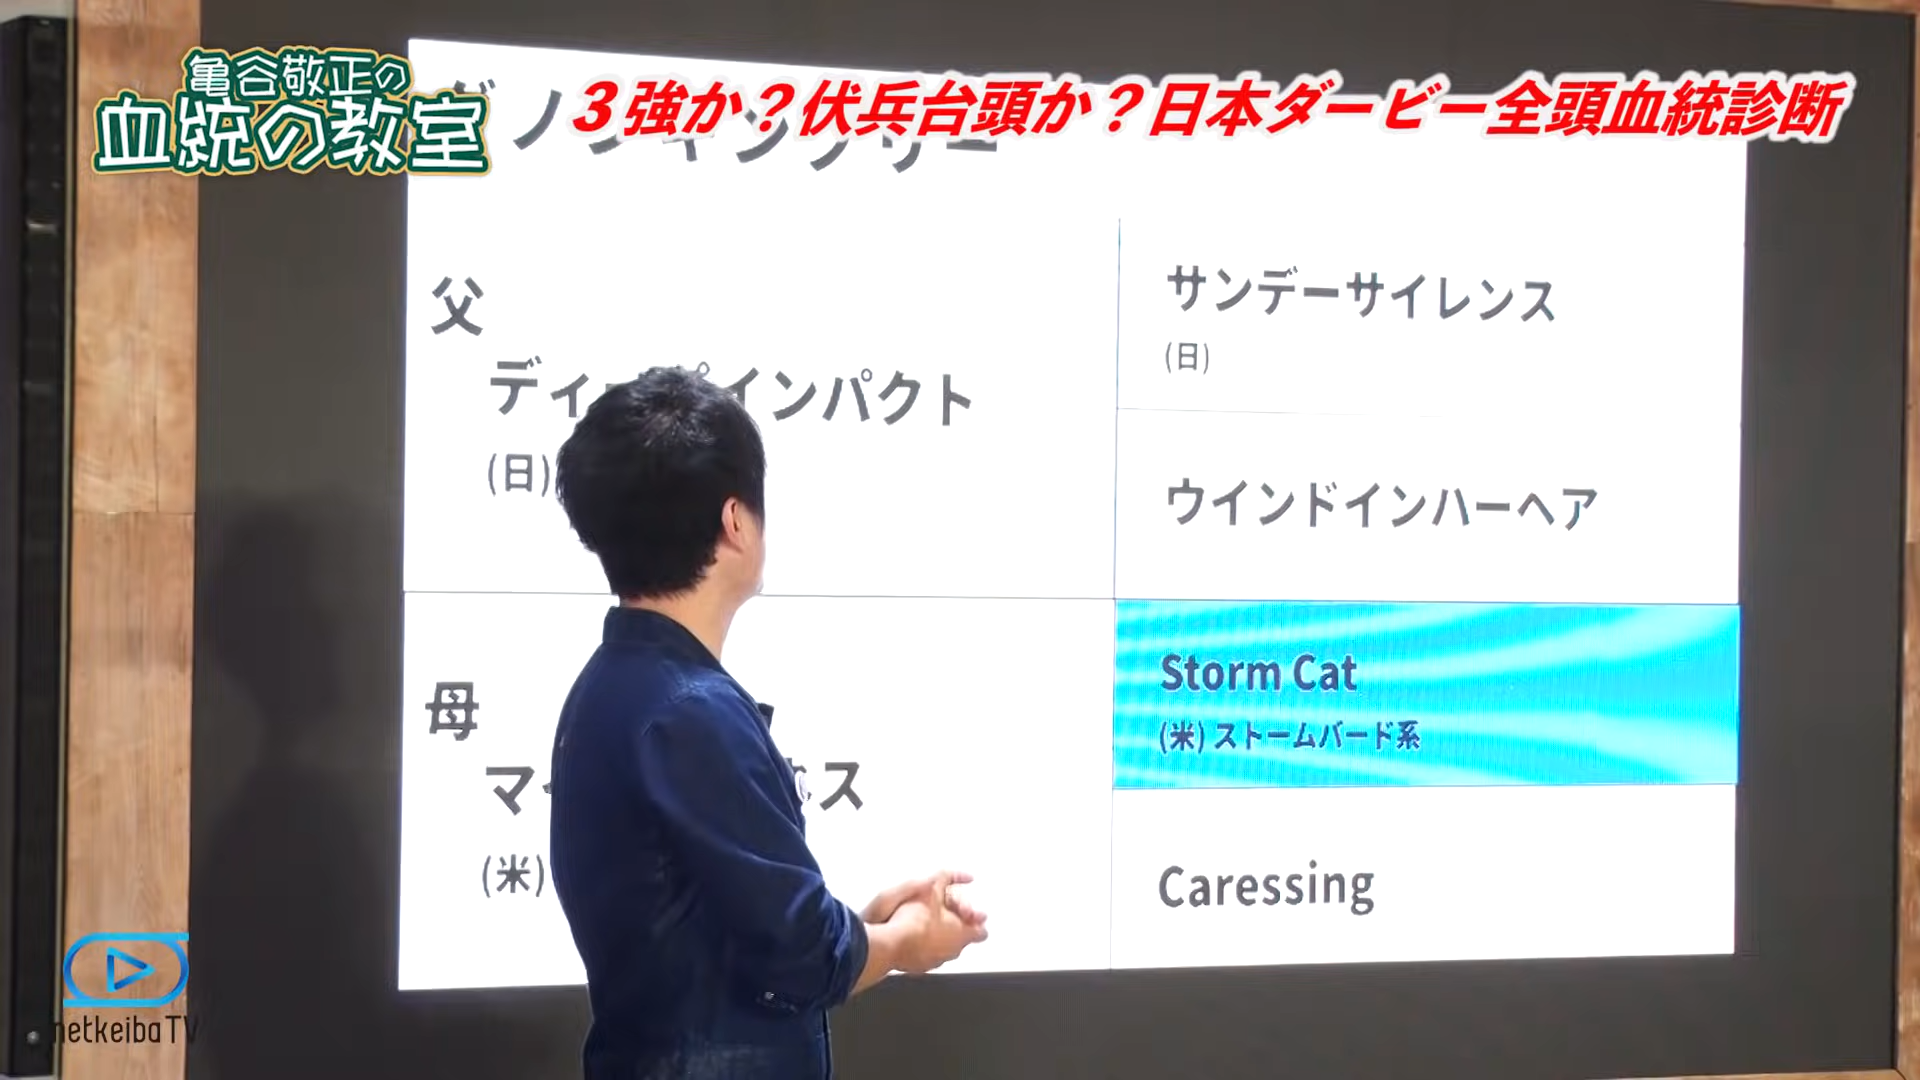 亀谷敬正の
血統の教室
3強か？伏兵台頭か？日本ダービー全頭血統診断
父
サンデーサイレンス
(日)
(日)
ウインドインハーヘア
母
Storm Cat
(米) ストームバード系
(米)
Caressing
netkeibaTV